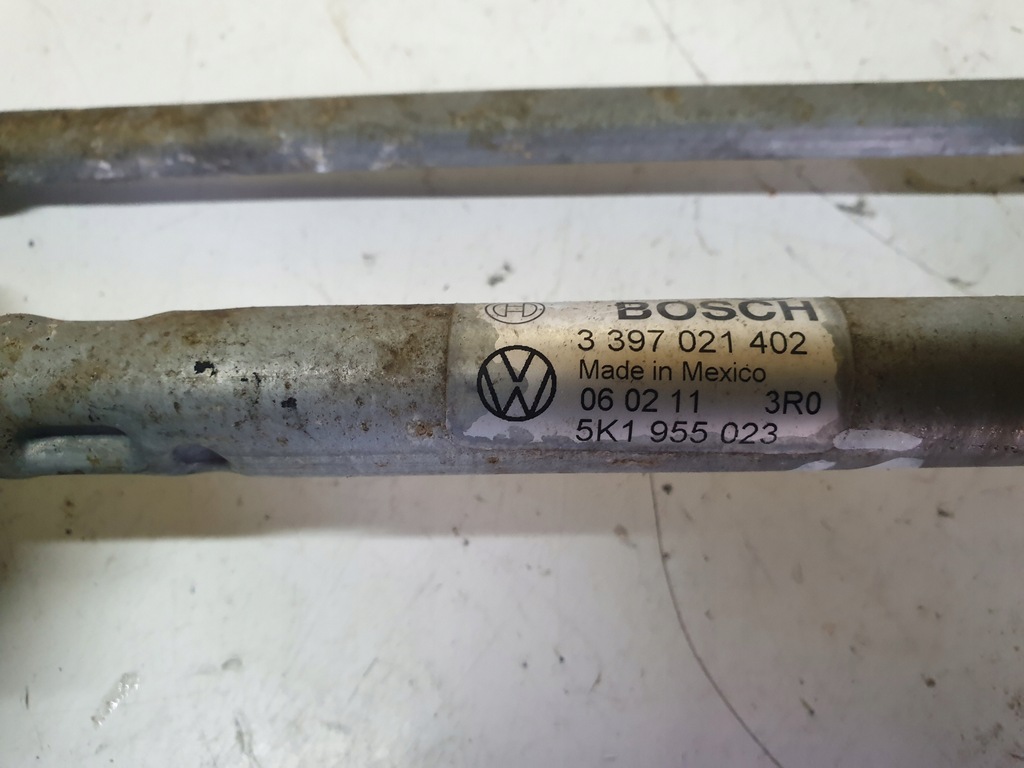 BOSCH
3 397 021 402
Made in Mexico
06 02 11 3R0
5K1 955 023